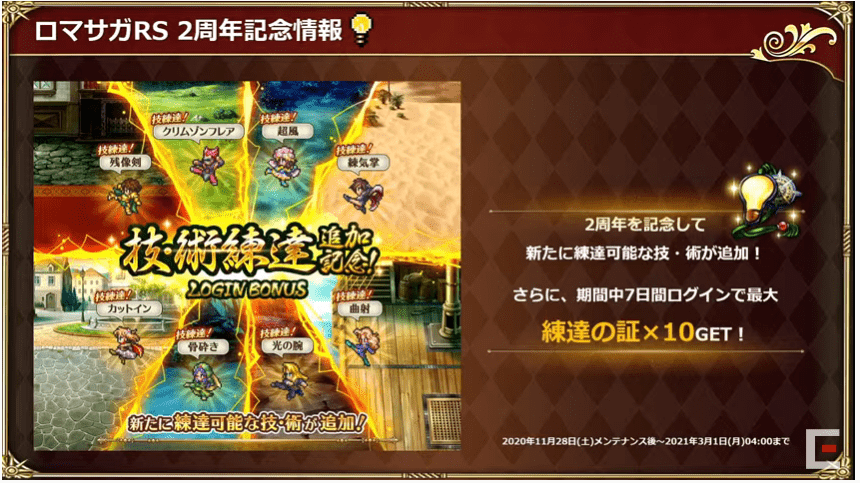 ロマサガRS 2周年記念情報
技練達!
クリムゾンフレア
技練達!
超風
技練達!
残像剣
技練達!
練気掌
技・術練達追加記念!
LOGIN BONUS
技練達!
カットイン
技練達!
骨砕き
技練達!
光の腕
技練達!
曲射
新たに練達可能な技・術が追加!
2周年を記念して
新たに練達可能な技・術が追加！
さらに、期間中7日間ログインで最大
練達の証×10GET！
2020年11月28日(土)メンテナンス後～2021年3月1日(月)04:00まで